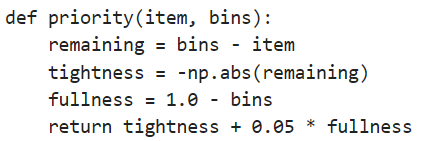 def priority(item, bins):
    remaining = bins - item
    tightness = -np.abs(remaining)
    fullness = 1.0 - bins
    return tightness + 0.05 * fullness